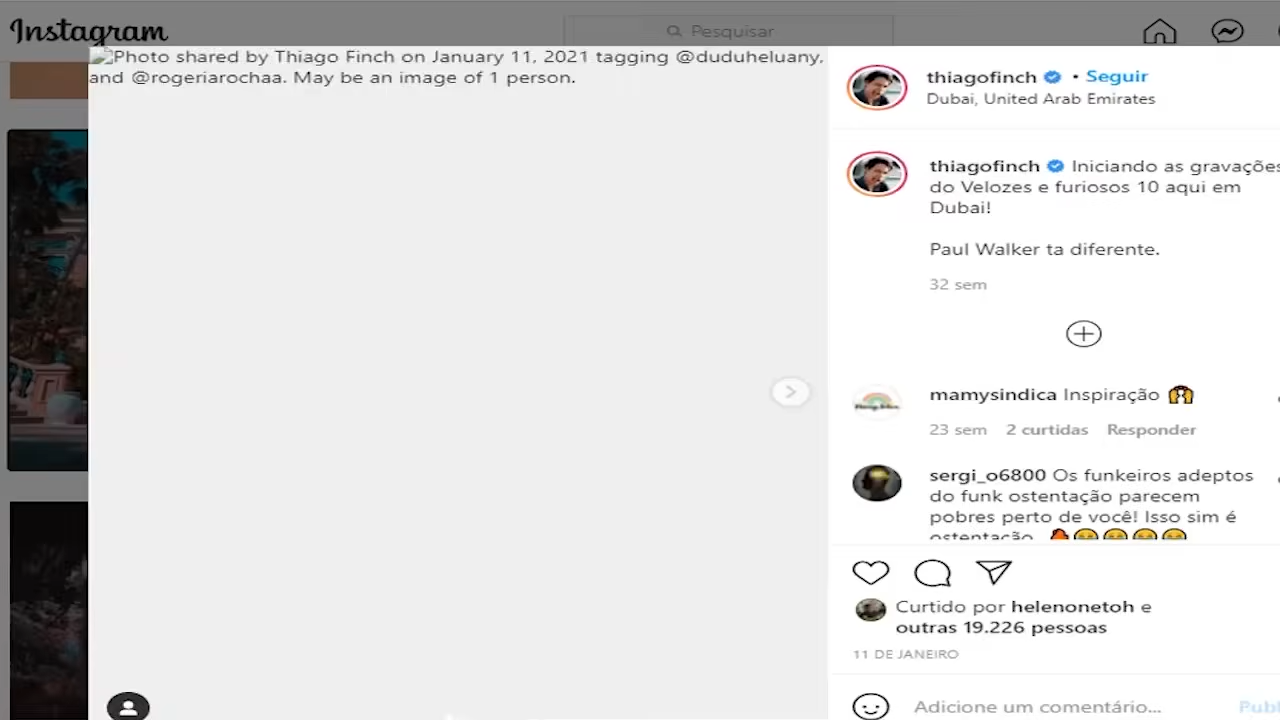 Instagram
Pesquisar
Photo shared by Thiago Finch on January 11, 2021 tagging @duduheluany,
and @rogeriarochaa. May be an image of 1 person.
thiagofinch • Seguir
Dubai, United Arab Emirates
thiagofinch Iniciando as gravações
do Velozes e furiosos 10 aqui em
Dubai!
Paul Walker ta diferente.
32 sem
mamysindica Inspiração 🙌
23 sem 2 curtidas Responder
sergi_o6800 Os funkeiros adeptos
do funk ostentação parecem
pobres perto de você! Isso sim é
ostentação
Curtido por helenonetoh e
outras 19.226 pessoas
11 DE JANEIRO
Adicione um comentário...
Publ